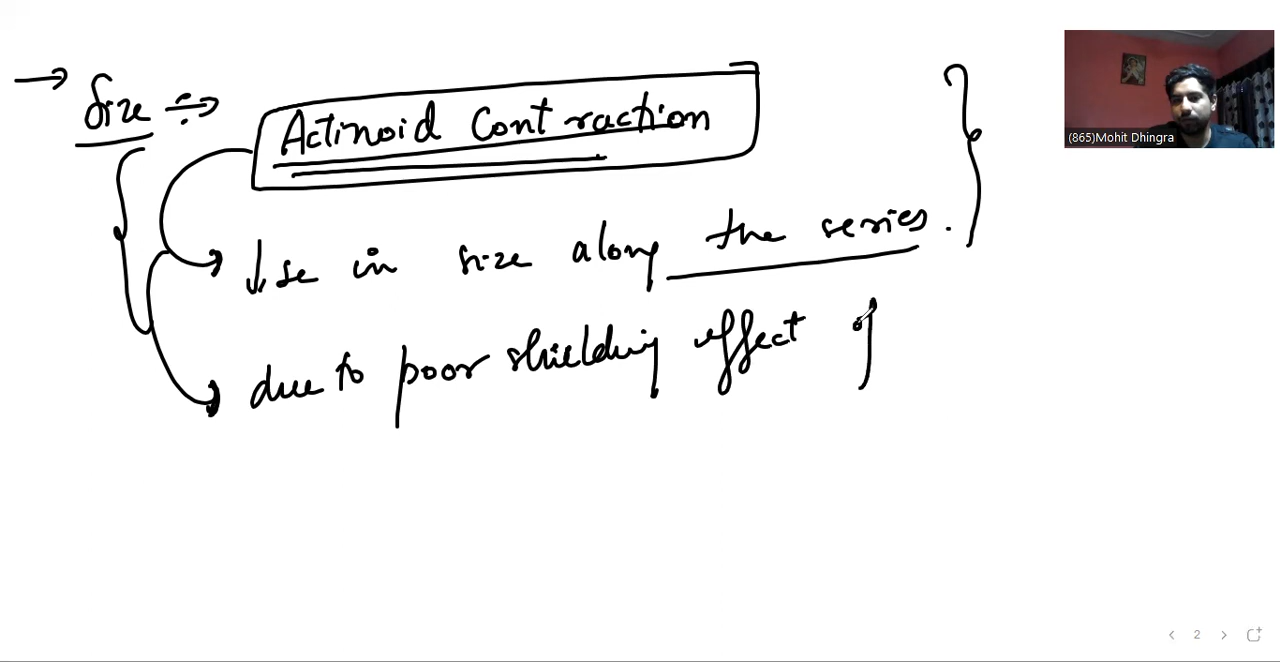 → Size ÷→ Actinoid Contraction
↓se in size along the series.
due to poor shielding effect of
(865)Mohit Dhingra
2